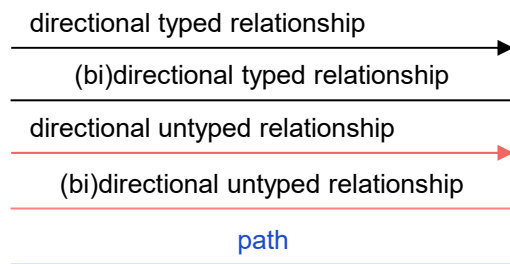 directional typed relationship
(bi)directional typed relationship
directional untyped relationship
(bi)directional untyped relationship
path